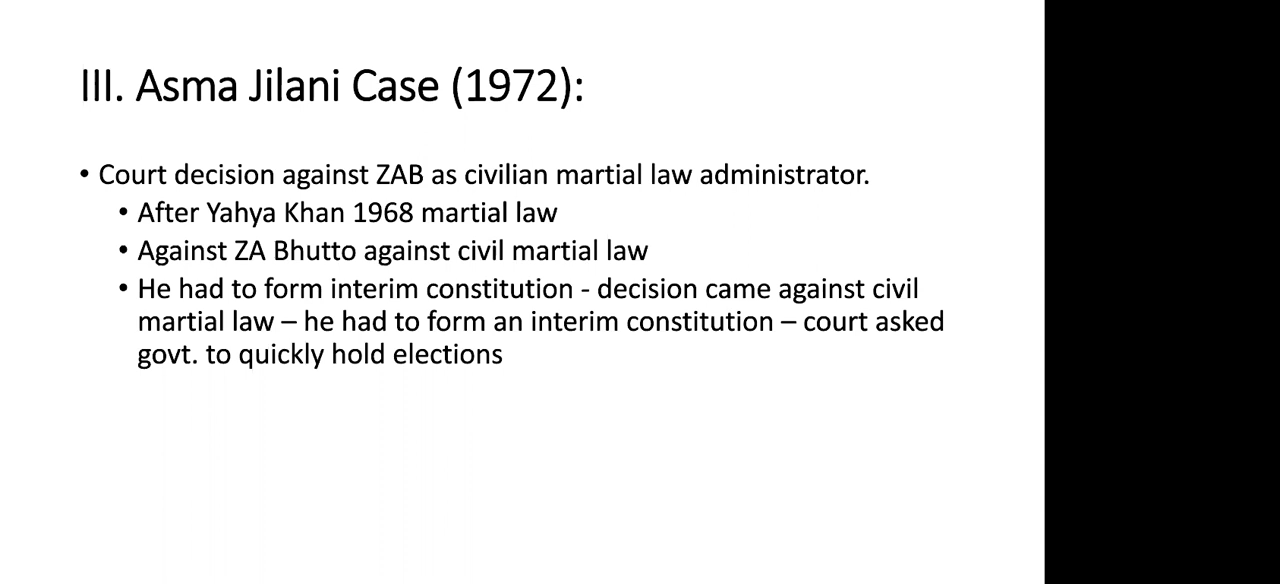 III. Asma Jilani Case (1972):
• Court decision against ZAB as civilian martial law administrator.
• After Yahya Khan 1968 martial law
• Against ZA Bhutto against civil martial law
• He had to form interim constitution - decision came against civil
martial law – he had to form an interim constitution – court asked
govt. to quickly hold elections